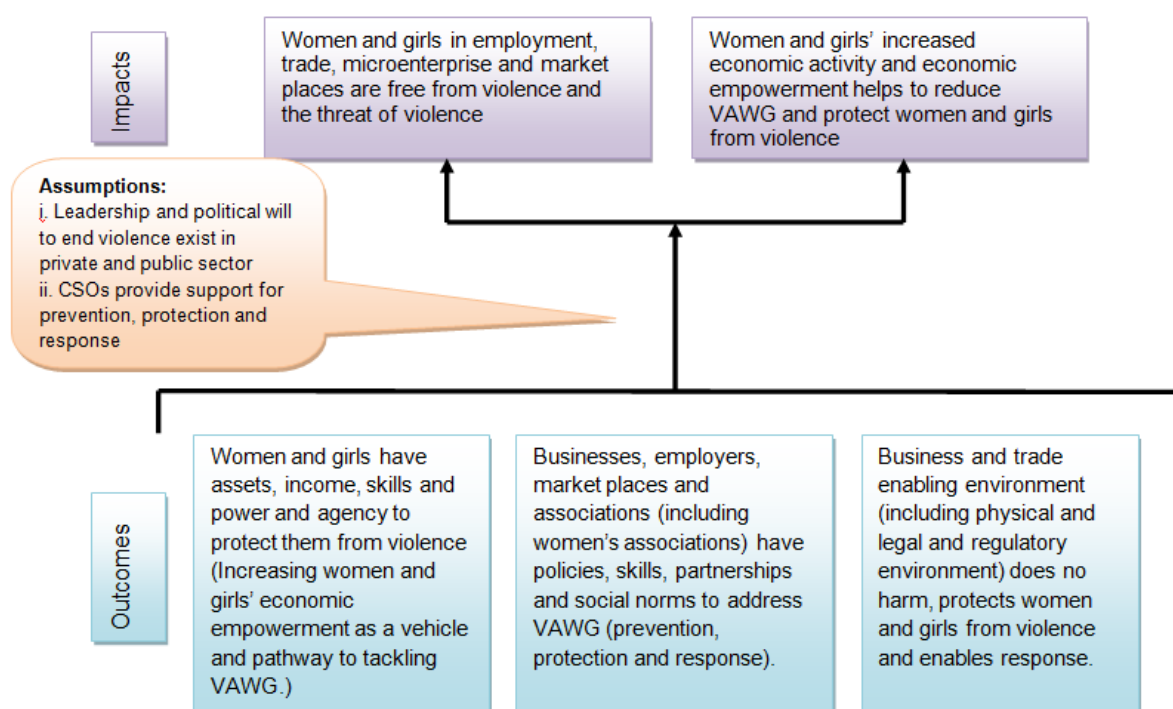 Impacts
Women and girls in employment,
trade, microenterprise and market
places are free from violence and
the threat of violence
Women and girls’ increased
economic activity and economic
empowerment helps to reduce
VAWG and protect women and girls
from violence
Assumptions:
i. Leadership and political will
to end violence exist in
private and public sector
ii. CSOs provide support for
prevention, protection and
response
Outcomes
Women and girls have
assets, income, skills and
power and agency to
protect them from violence
(Increasing women and
girls’ economic
empowerment as a vehicle
and pathway to tackling
VAWG.)
Businesses, employers,
market places and
associations (including
women’s associations) have
policies, skills, partnerships
and social norms to address
VAWG (prevention,
protection and response).
Business and trade
enabling environment
(including physical and
legal and regulatory
environment) does no
harm, protects women
and girls from violence
and enables response.